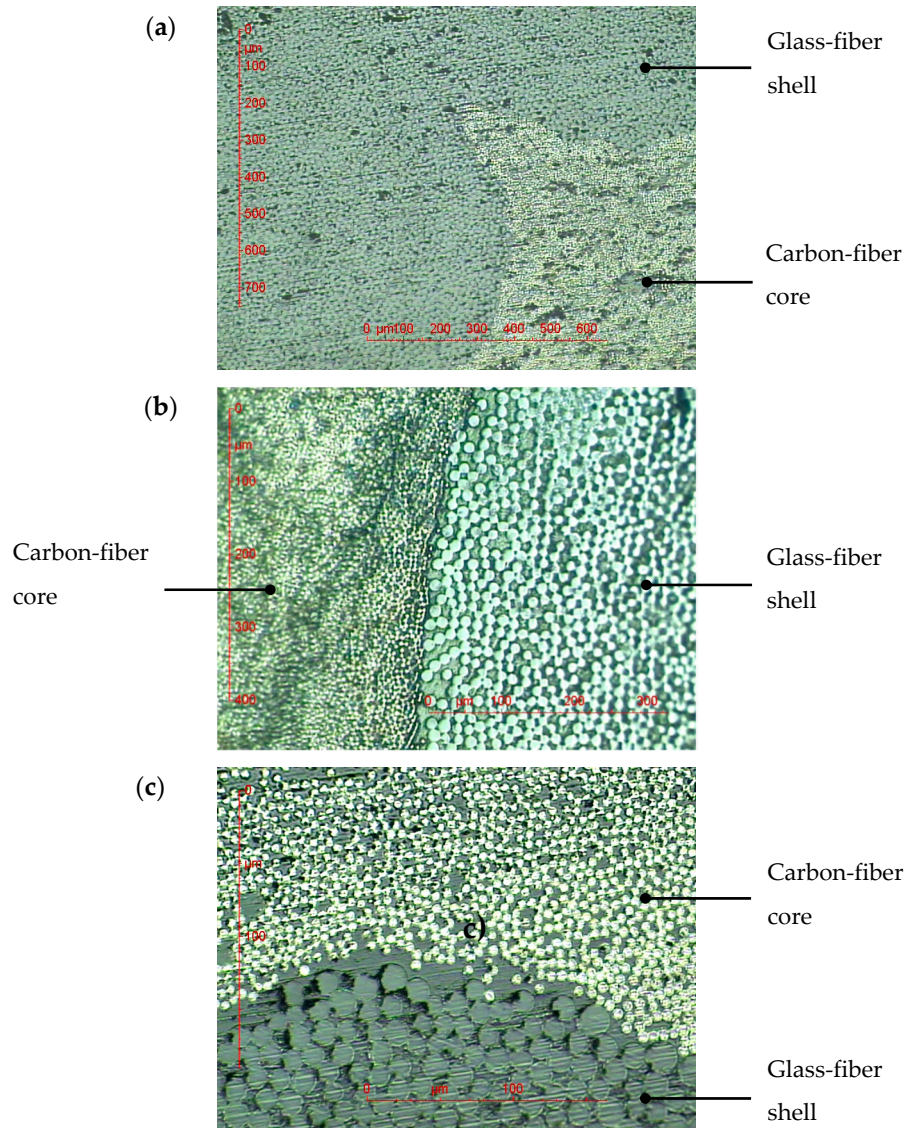 (a)
0
µm
100
200
300
400
500
600
700
0 µm100 200 300 400 500 600
Glass-fiber
shell
Carbon-fiber
core
(b)
0
µm
100
200
300
400
0 µm 100 200 300
Carbon-fiber
core
Glass-fiber
shell
(c)
0
µm
100
c)
0 µm 100
Carbon-fiber
core
Glass-fiber
shell